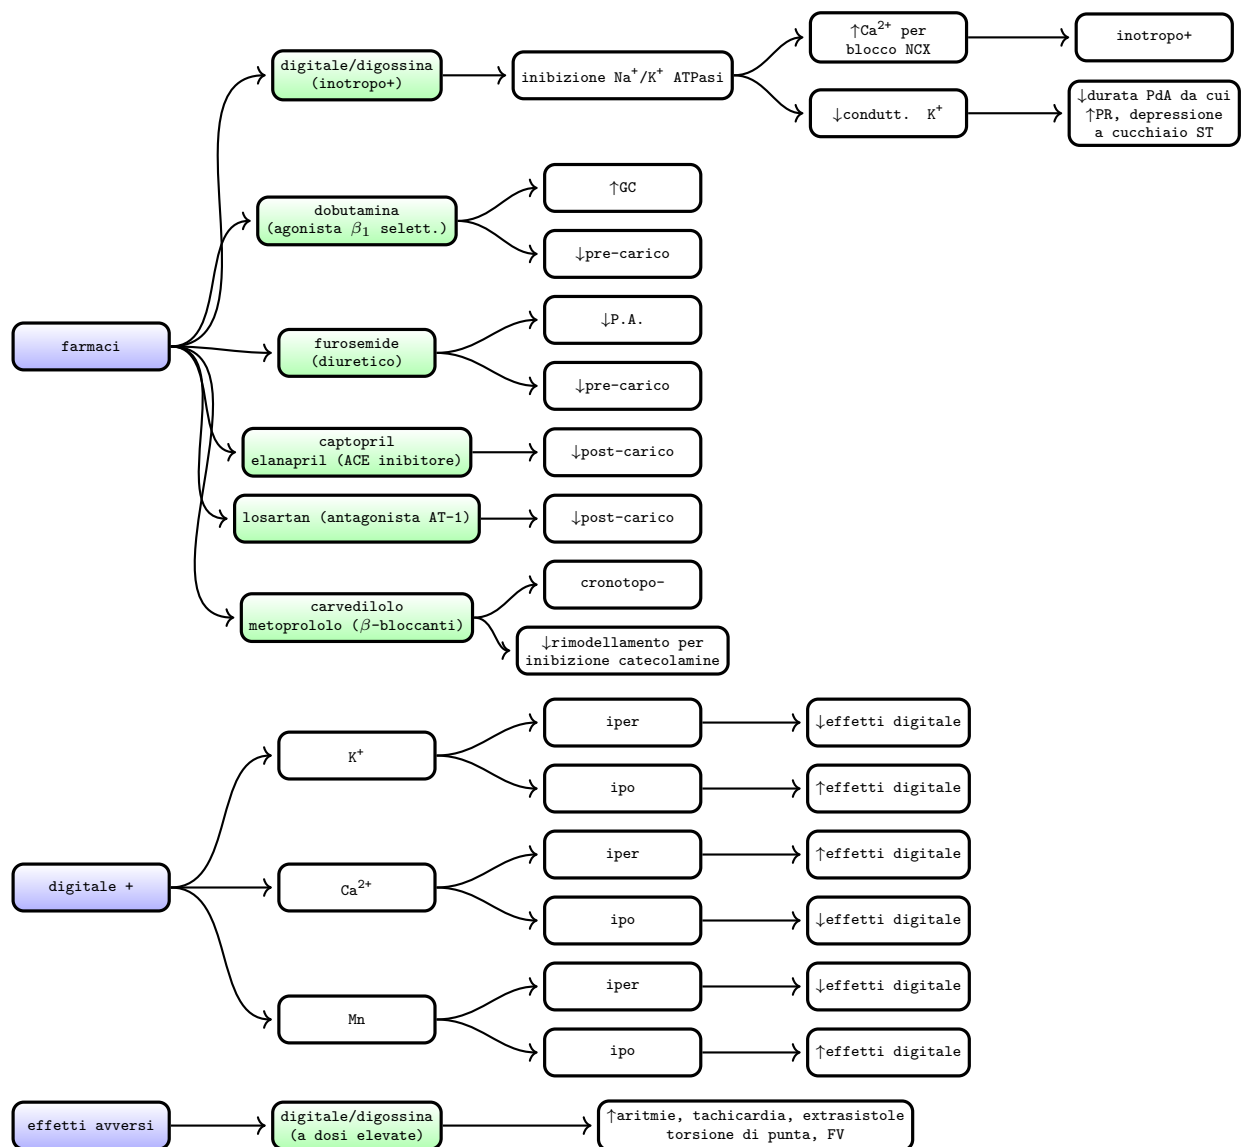 digitale/digossina
(inotropo+)
inibizione Na⁺/K⁺ ATPasi
↑Ca²⁺ per
blocco NCX
inotropo+
↓condutt. K⁺
↓durata PdA da cui
↑PR, depressione
a cucchiaio ST
farmaci
dobutamina
(agonista β₁ selett.)
↑GC
↓pre-carico
furosemide
(diuretico)
↓P.A.
↓pre-carico
captopril
elanapril (ACE inibitore)
↓post-carico
losartan (antagonista AT-1)
↓post-carico
carvedilolo
metoprololo (β-bloccanti)
cronotopo-
↓rimodellamento per
inibizione catecolamine
digitale +
K⁺
iper
↓effetti digitale
ipo
↑effetti digitale
Ca²⁺
iper
↑effetti digitale
ipo
↓effetti digitale
Mn
iper
↓effetti digitale
ipo
↑effetti digitale
effetti avversi
digitale/digossina
(a dosi elevate)
↑aritmie, tachicardia, extrasistole
torsione di punta, FV